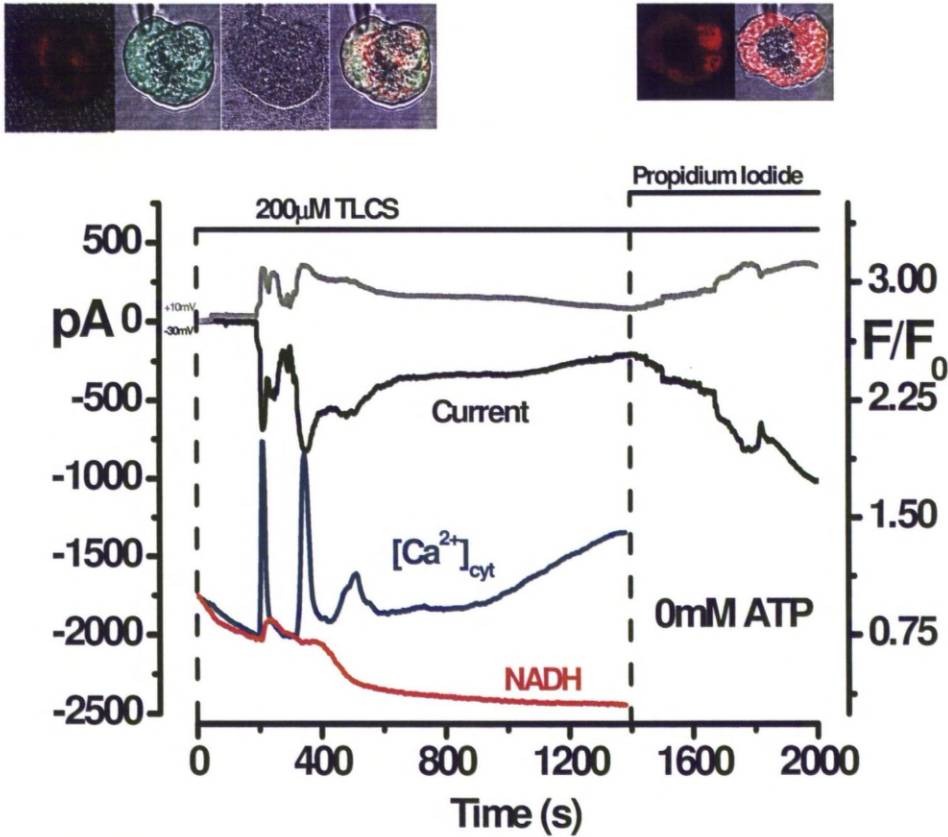 Propidium Iodide
200µM TLCS
500
0
-500
-1000
-1500
-2000
-2500
pA
+10mV
-30mV
3.00
2.25
1.50
0.75
F/F0
Current
[Ca2+]cyt
0mM ATP
NADH
0 400 800 1200 1600 2000
Time (s)